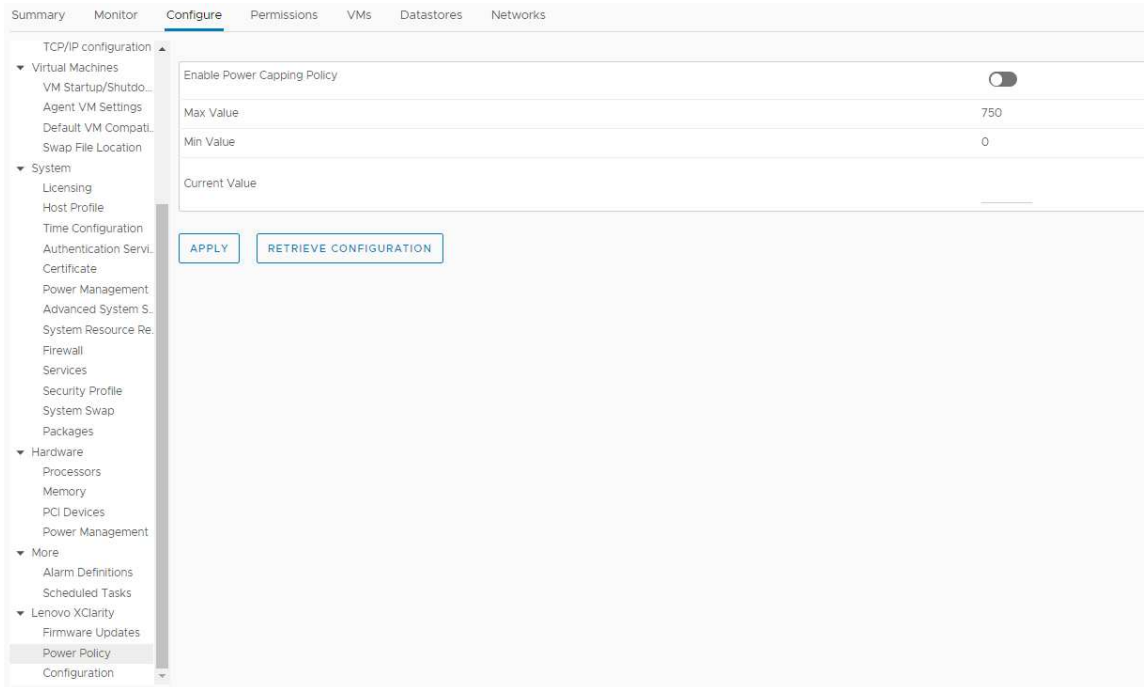 Summary Monitor Configure Permissions VMs Datastores Networks
TCP/IP configuration
Virtual Machines
VM Startup/Shutdo...
Agent VM Settings
Default VM Compati..
Swap File Location
System
Licensing
Host Profile
Time Configuration
Authentication Servi..
Certificate
Power Management
Advanced System S..
System Resource Re.
Firewall
Services
Security Profile
System Swap
Packages
Hardware
Processors
Memory
PCI Devices
Power Management
More
Alarm Definitions
Scheduled Tasks
Lenovo XClarity
Firmware Updates
Power Policy
Configuration
Enable Power Capping Policy
Max Value 750
Min Value 0
Current Value
APPLY RETRIEVE CONFIGURATION